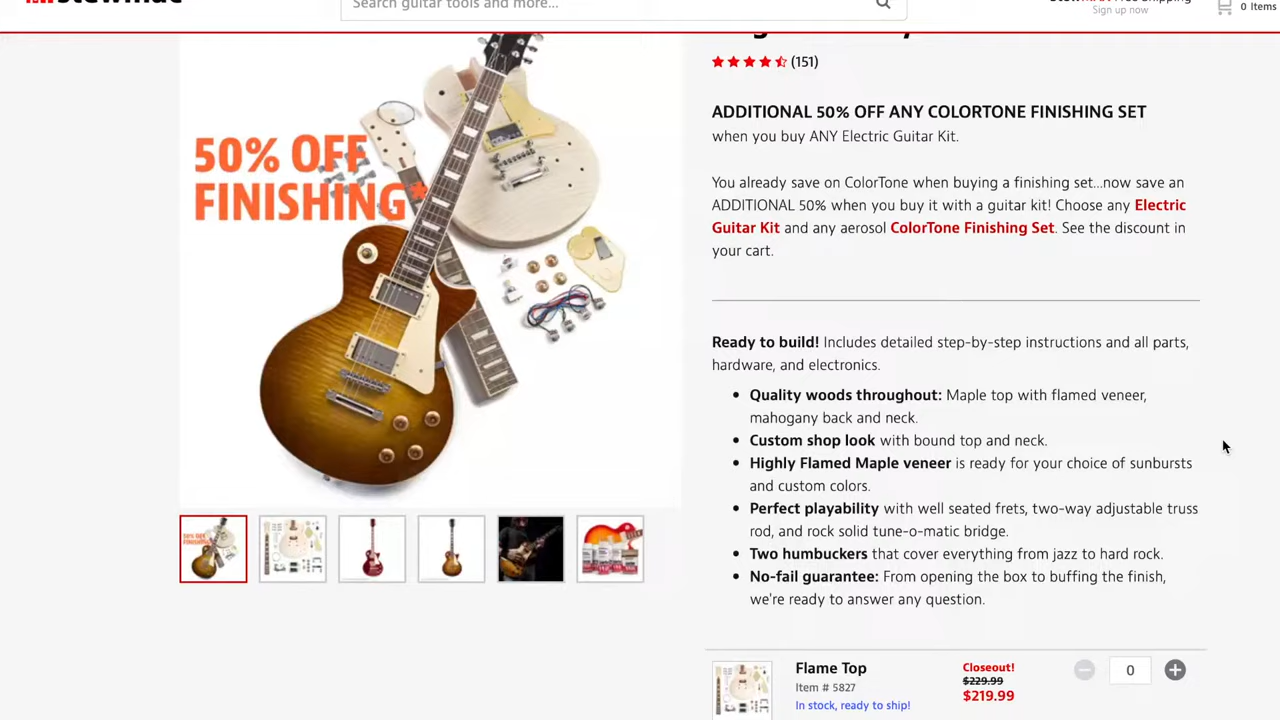 Search guitar tools and more...
Sign up now
0 Items
50% OFF
FINISHING*
(151)
ADDITIONAL 50% OFF ANY COLORTONE FINISHING SET
when you buy ANY Electric Guitar Kit.
You already save on ColorTone when buying a finishing set...now save an
ADDITIONAL 50% when you buy it with a guitar kit! Choose any Electric
Guitar Kit and any aerosol ColorTone Finishing Set. See the discount in
your cart.
Ready to build! Includes detailed step-by-step instructions and all parts,
hardware, and electronics.
• Quality woods throughout: Maple top with flamed veneer,
mahogany back and neck.
• Custom shop look with bound top and neck.
• Highly Flamed Maple veneer is ready for your choice of sunbursts
and custom colors.
• Perfect playability with well seated frets, two-way adjustable truss
rod, and rock solid tune-o-matic bridge.
• Two humbuckers that cover everything from jazz to hard rock.
• No-fail guarantee: From opening the box to buffing the finish,
we're ready to answer any question.
Flame Top
Item # 5827
In stock, ready to ship!
Closeout!
$229.99
$219.99
0